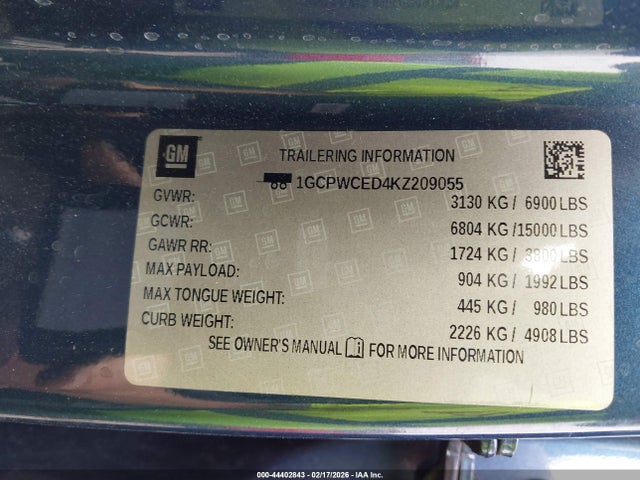 GM
TRAILERING INFORMATION
1GCPWCED4KZ209055
GVWR: 3130 KG / 6900 LBS
GCWR: 6804 KG /15000 LBS
GAWR RR: 1724 KG / 3800 LBS
MAX PAYLOAD: 904 KG / 1992 LBS
MAX TONGUE WEIGHT: 445 KG / 980 LBS
CURB WEIGHT: 2226 KG / 4908 LBS
SEE OWNER'S MANUAL FOR MORE INFORMATION
000-44402843 - 02/17/2026 - IAA Inc.